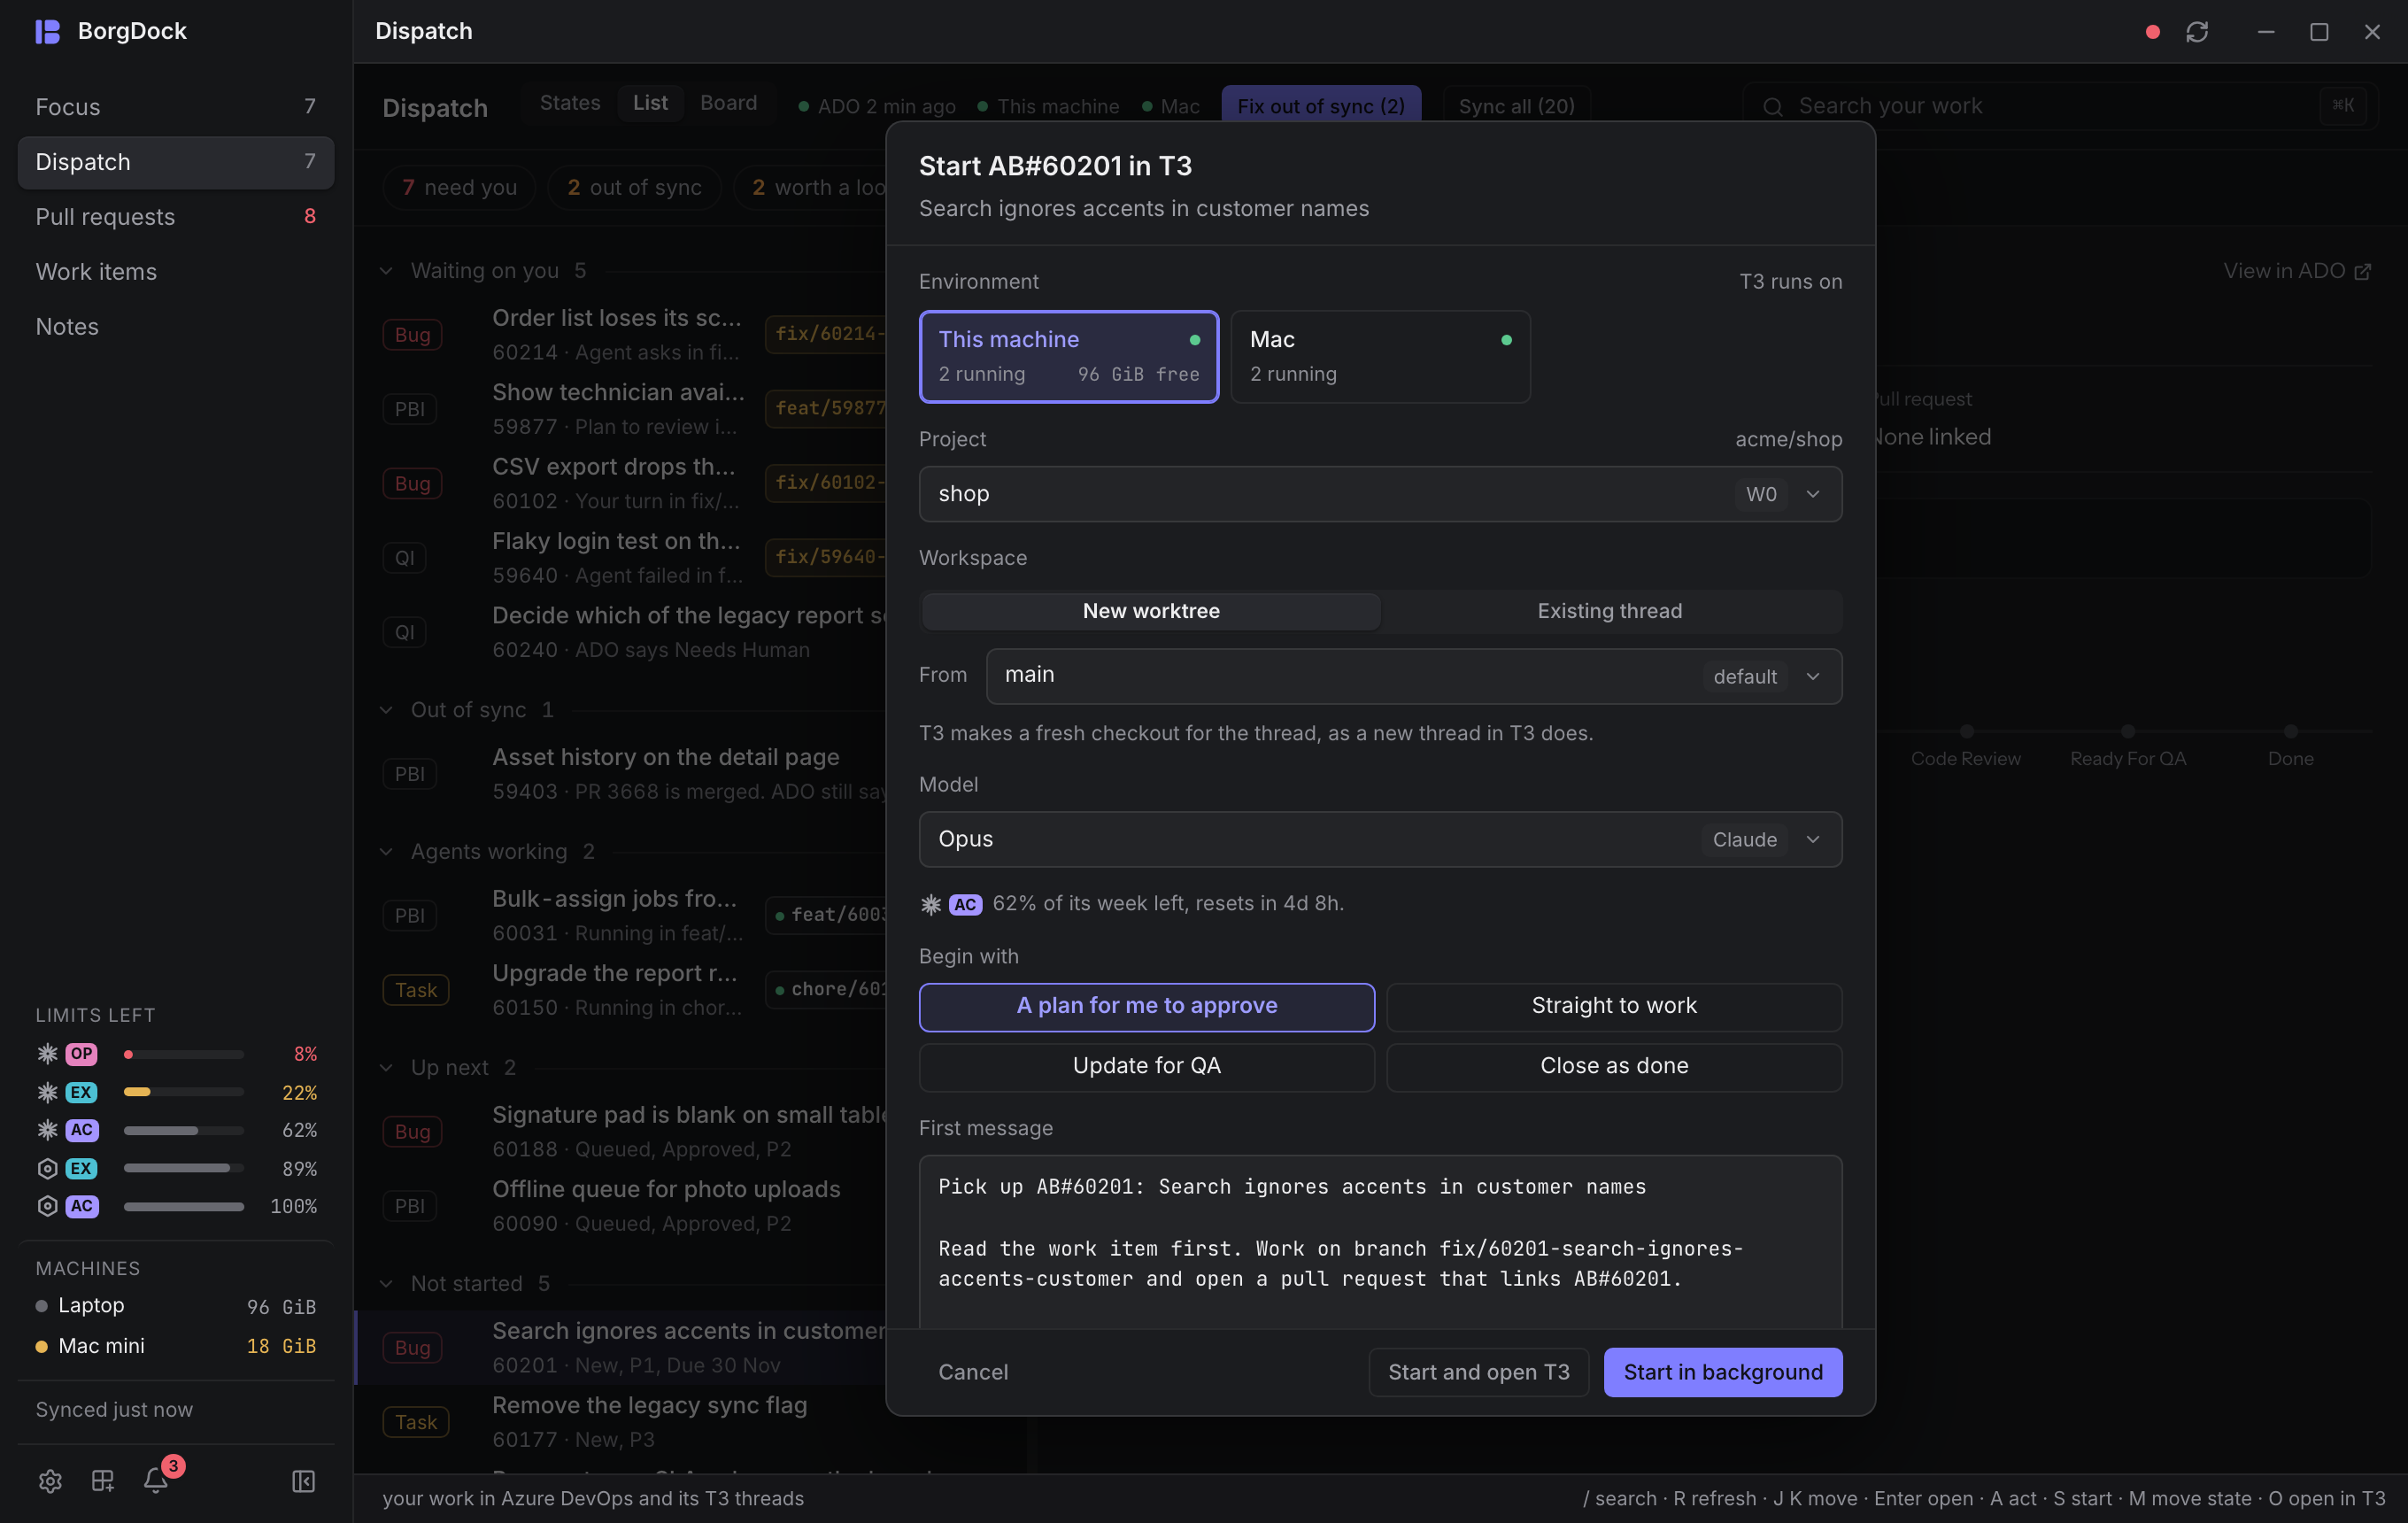 BorgDock
Dispatch
Focus 7
Dispatch 7
Pull requests 8
Work items
Notes
LIMITS LEFT
OP 8%
EX 22%
AC 62%
EX 89%
AC 100%
MACHINES
Laptop 96 GiB
Mac mini 18 GiB
Synced just now
3
Dispatch
States List Board
ADO 2 min ago
This machine
Mac
Fix out of sync (2)
Sync all (20)
Search your work ⌘K
7 need you
2 out of sync
2 worth a loo
Waiting on you 5
Bug Order list loses its sc... fix/60214-
60214 · Agent asks in fi...
PBI Show technician avai... feat/59877
59877 · Plan to review i...
Bug CSV export drops th... fix/60102-
60102 · Your turn in fix/...
QI Flaky login test on th... fix/59640-
59640 · Agent failed in f...
QI Decide which of the legacy report s
60240 · ADO says Needs Human
Out of sync 1
PBI Asset history on the detail page
59403 · PR 3668 is merged. ADO still say
Agents working 2
PBI Bulk-assign jobs fro... feat/6003
60031 · Running in feat/...
Task Upgrade the report r... chore/601
60150 · Running in chor...
Up next 2
Bug Signature pad is blank on small table
60188 · Queued, Approved, P2
PBI Offline queue for photo uploads
60090 · Queued, Approved, P2
Not started 5
Bug Search ignores accents in customer
60201 · New, P1, Due 30 Nov
Task Remove the legacy sync flag
60177 · New, P3
View in ADO
Pull request
None linked
Code Review
Ready For QA
Done
Start AB#60201 in T3
Search ignores accents in customer names
Environment T3 runs on
This machine
2 running 96 GiB free
Mac
2 running
Project acme/shop
shop W0
Workspace
New worktree Existing thread
From main default
T3 makes a fresh checkout for the thread, as a new thread in T3 does.
Model
Opus Claude
AC 62% of its week left, resets in 4d 8h.
Begin with
A plan for me to approve Straight to work
Update for QA Close as done
First message
Pick up AB#60201: Search ignores accents in customer names
Read the work item first. Work on branch fix/60201-search-ignores-
accents-customer and open a pull request that links AB#60201.
Cancel Start and open T3 Start in background
your work in Azure DevOps and its T3 threads
/ search · R refresh · J K move · Enter open · A act · S start · M move state · O open in T3